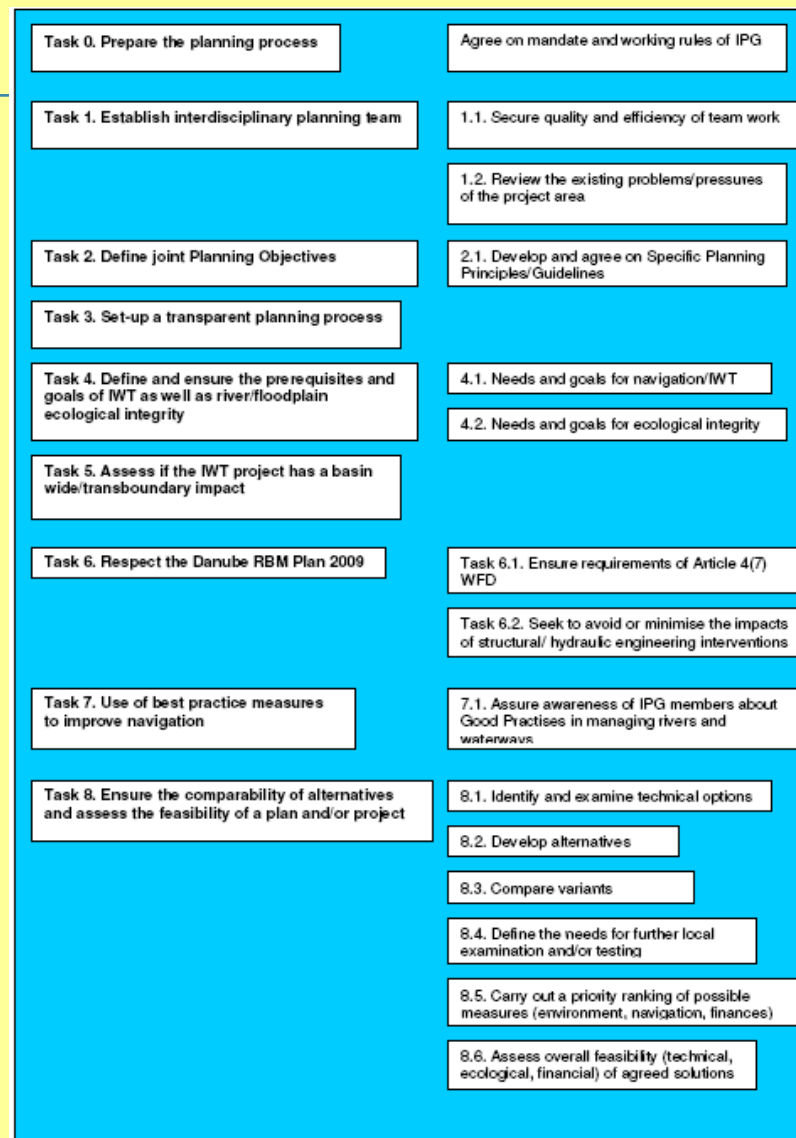 Task 0. Prepare the planning process
Agree on mandate and working rules of IPG
Task 1. Establish interdisciplinary planning team
1.1. Secure quality and efficiency of team work
1.2. Review the existing problems/pressures
of the project area
Task 2. Define joint Planning Objectives
2.1. Develop and agree on Specific Planning
Principles/Guidelines
Task 3. Set-up a transparent planning process
Task 4. Define and ensure the prerequisites and
goals of IWT as well as river/floodplain
ecological integrity
4.1. Needs and goals for navigation/IWT
4.2. Needs and goals for ecological integrity
Task 5. Assess if the IWT project has a basin
wide/transboundary impact
Task 6. Respect the Danube RBM Plan 2009
Task 6.1. Ensure requirements of Article 4(7)
WFD
Task 6.2. Seek to avoid or minimise the impacts
of structural/ hydraulic engineering interventions
Task 7. Use of best practice measures
to improve navigation
7.1. Assure awareness of IPG members about
Good Practises in managing rivers and
waterways
Task 8. Ensure the comparability of alternatives
and assess the feasibility of a plan and/or project
8.1. Identify and examine technical options
8.2. Develop alternatives
8.3. Compare variants
8.4. Define the needs for further local
examination and/or testing
8.5. Carry out a priority ranking of possible
measures (environment, navigation, finances)
8.6. Assess overall feasibility (technical,
ecological, financial) of agreed solutions